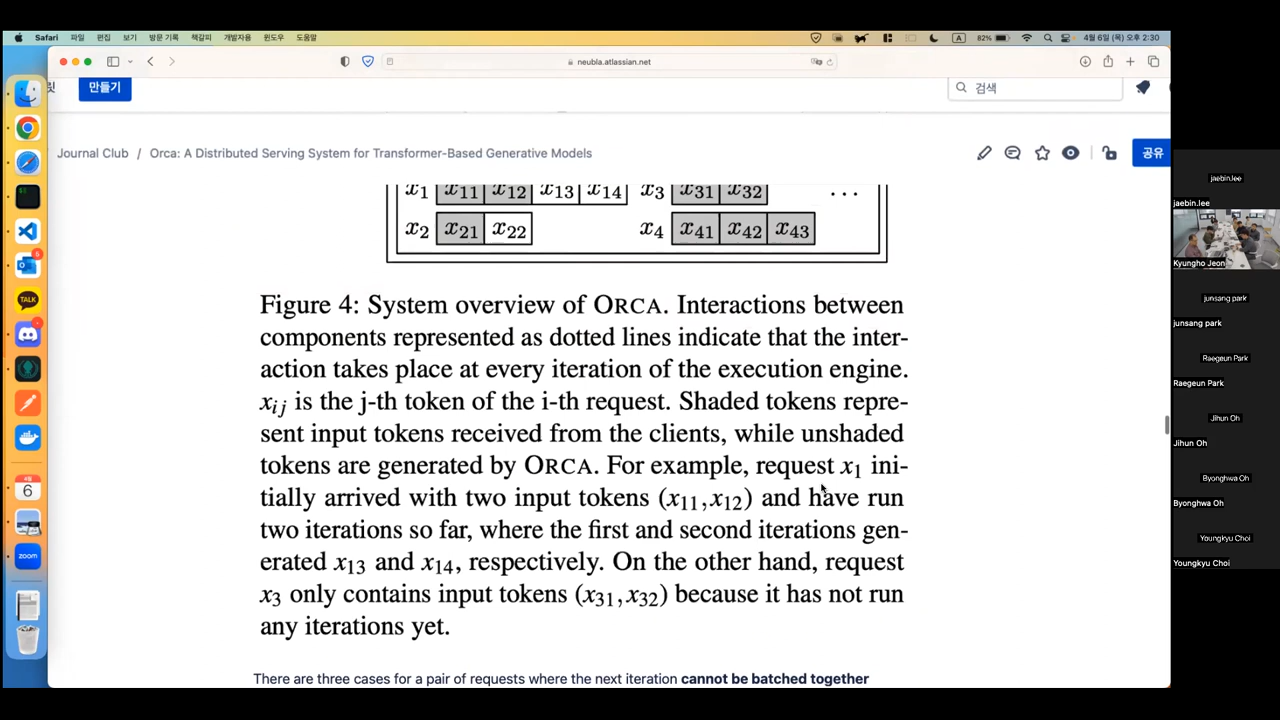 Safari 파일 편집 보기 방문 기록 책갈피 개발자용 윈도우 도움말 A 82% 4월 6일 (목) 오후 2:30
neubla.atlassian.net
만들기 검색
Journal Club / Orca: A Distributed Serving System for Transformer-Based Generative Models 공유
x1 x11 x12 x13 x14 x3 x31 x32 ...
x2 x21 x22 x4 x41 x42 x43
Figure 4: System overview of ORCA. Interactions between
components represented as dotted lines indicate that the inter-
action takes place at every iteration of the execution engine.
xij is the j-th token of the i-th request. Shaded tokens repre-
sent input tokens received from the clients, while unshaded
tokens are generated by ORCA. For example, request x1 ini-
tially arrived with two input tokens (x11, x12) and have run
two iterations so far, where the first and second iterations gen-
erated x13 and x14, respectively. On the other hand, request
x3 only contains input tokens (x31, x32) because it has not run
any iterations yet.
There are three cases for a pair of requests where the next iteration cannot be batched together
TALK
6
zoom
jaebin.lee
jaebin.lee
Kyungho Jeon
junsang park
junsang park
Raegeun Park
Raegeun Park
Jihun Oh
Jihun Oh
Byonghwa Oh
Byonghwa Oh
Youngkyu Choi
Youngkyu Choi